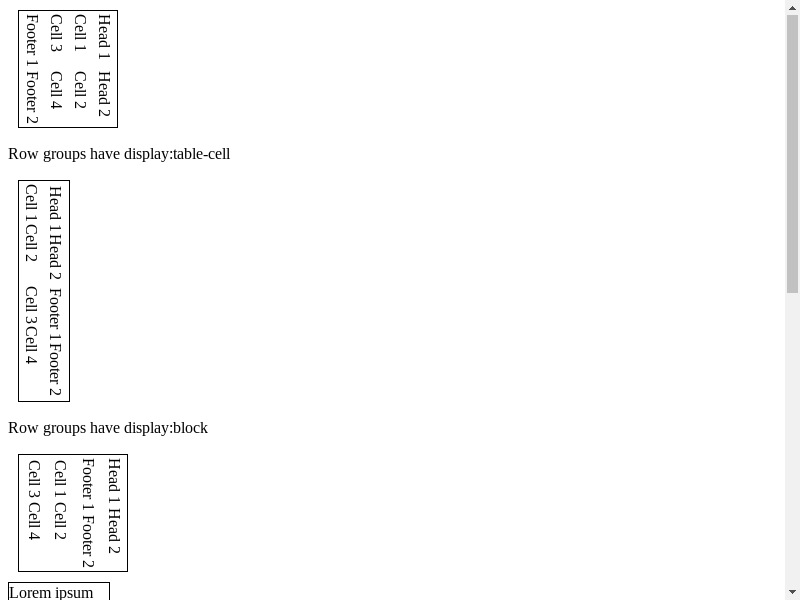 Head 1 Head 2
Cell 1 Cell 2
Cell 3 Cell 4
Footer 1 Footer 2
Row groups have display:table-cell
Head 1 Head 2 Footer 1 Footer 2
Cell 1 Cell 2 Cell 3 Cell 4
Row groups have display:block
Head 1 Head 2
Footer 1 Footer 2
Cell 1 Cell 2
Cell 3 Cell 4
Lorem ipsum